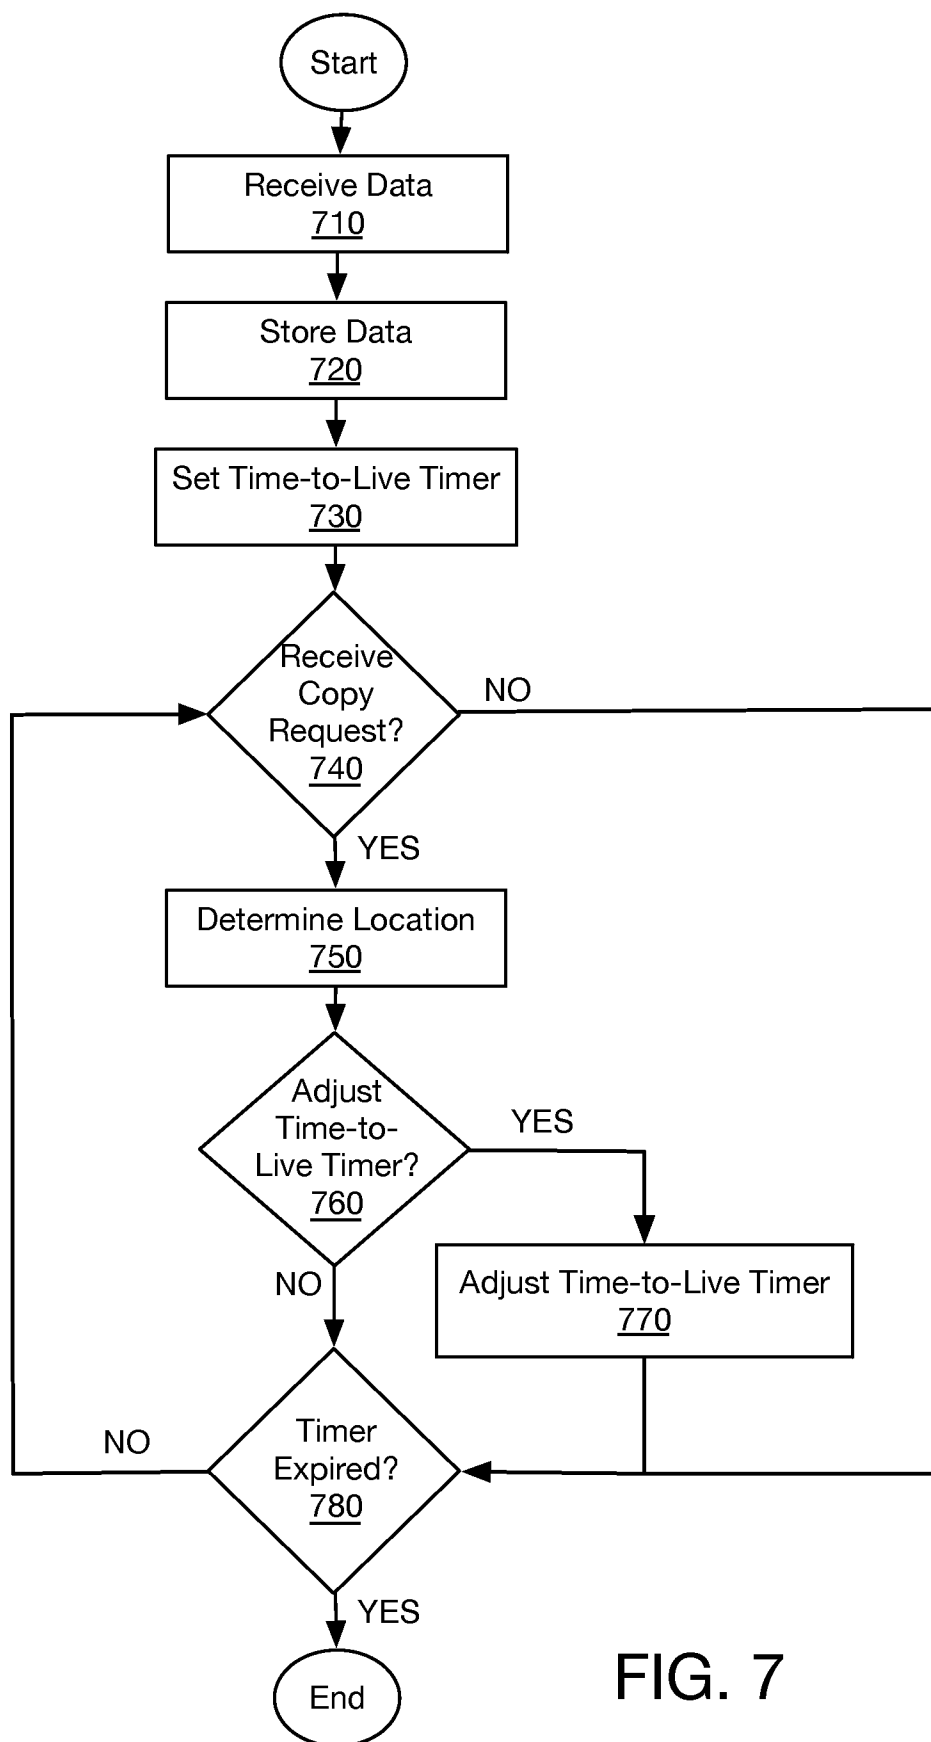 Start
Receive Data
710
Store Data
720
Set Time-to-Live Timer
730
Receive
Copy
Request?
740
NO
YES
Determine Location
750
Adjust
Time-to-
Live Timer?
760
YES
NO
Adjust Time-to-Live Timer
770
Timer
Expired?
780
NO
YES
End
FIG. 7